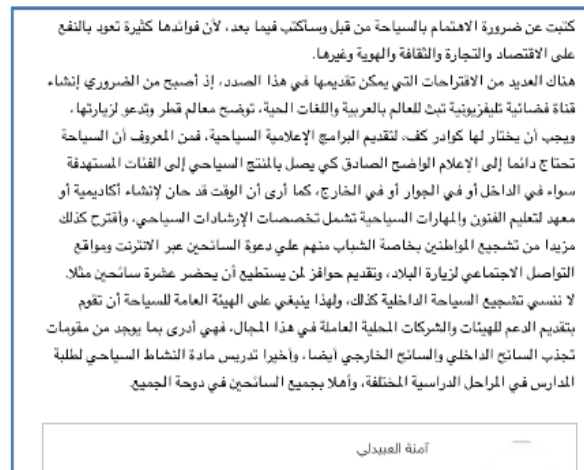 كتبت عن ضرورة الاهتمام بالسياحة من قبل وسأكتب فيما بعد، لأن فوائدها كثيرة تعود بالنفع
على الاقتصاد والتجارة والثقافة والهوية وغيرها.
هناك العديد من الاقتراحات التي يمكن تقديمها في هذا الصدد، إذ أصبح من الضروري إنشاء
قناة فضائية تليفزيونية تبث للعالم بالعربية واللغات الحية، توضح معالم قطر وتدعو لزيارتها،
ويجب أن يختار لها كوادر كفء لتقديم البرامج الإعلامية السياحية، فمن المعروف أن السياحة
تحتاج دائما إلى الإعلام الواضح الصادق كي يصل بالمنتج السياحي إلى الفئات المستهدفة
سواء في الداخل أو في الجوار أو في الخارج، كما أرى أن الوقت قد حان لإنشاء أكاديمية أو
معهد لتعليم الفنون والمهارات السياحية تشمل تخصصات الإرشادات السياحي، وأقترح كذلك
مزيدا من تشجيع المواطنين بخاصة الشباب منهم علي دعوة السائحين عبر الانترنت ومواقع
التواصل الاجتماعي لزيارة البلاد، وتقديم حوافز لمن يستطيع أن يحضر عشرة سائحين مثلا.
لا ننسي تشجيع السياحة الداخلية كذلك، ولهذا ينبغي على الهيئة العامة للسياحة أن تقوم
بتقديم الدعم للهيئات والشركات المحلية العاملة في هذا المجال، فهي أدرى بما يوجد من مقومات
تجذب السائح الداخلي والسائح الخارجي أيضا، وأخيرا تدريس مادة النشاط السياحي لطلبة
المدارس في المراحل الدراسية المختلفة، وأهلا بجميع السائحين في دوحة الجميع.
آمنة العبيدلي